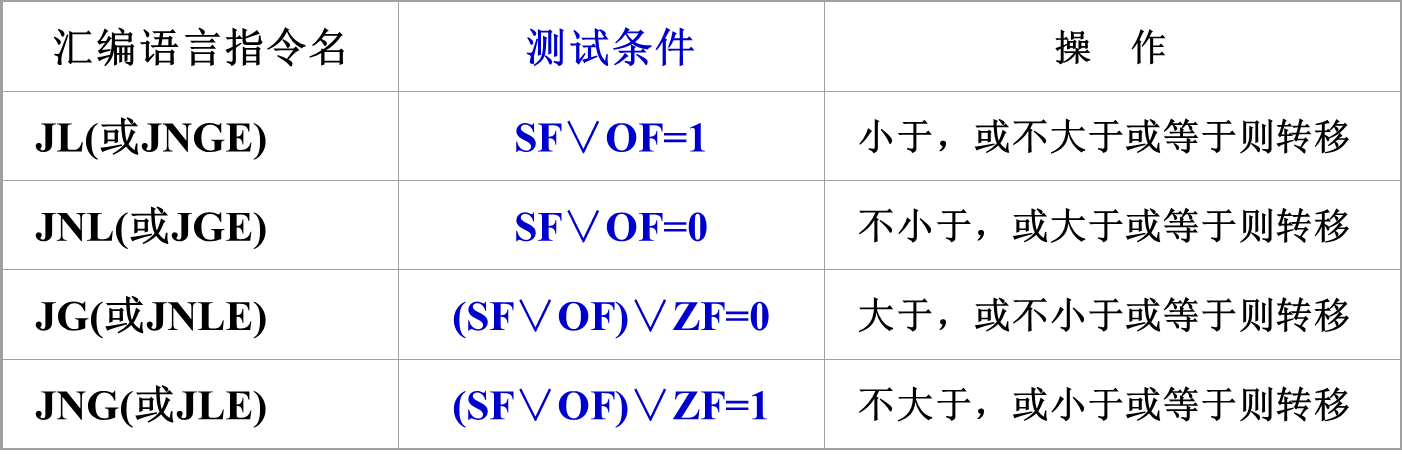 汇编语言指令名 测试条件 操 作
JL(或JNGE) SF∨OF=1 小于，或不大于或等于则转移
JNL(或JGE) SF∨OF=0 不小于，或大于或等于则转移
JG(或JNLE) (SF∨OF)∨ZF=0 大于，或不小于或等于则转移
JNG(或JLE) (SF∨OF)∨ZF=1 不大于，或小于或等于则转移